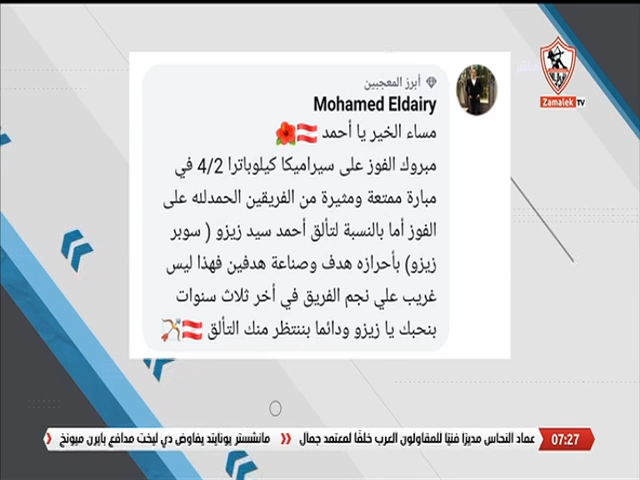 Zamalek TV
أبرز المعجبين
Mohamed Eldairy
مساء الخير يا أحمد
مبروك الفوز على سيراميكا كيلوباترا 4/2 في
مبارة ممتعة ومثيرة من الفريقين الحمدلله على
الفوز أما بالنسبة لتألق أحمد سيد زيزو ( سوبر
زيزو) بأحرازه هدف وصناعة هدفين فهذا ليس
غريب علي نجم الفريق في أخر ثلاث سنوات
بنحبك يا زيزو ودائما بننتظر منك التألق
07:27 عماد النحاس مديرًا فنيًا للمقاولون العرب خلفًا لمعتمد جمال » مانشستر يونايتد يفاوض دي ليخت مدافع بايرن ميونخ